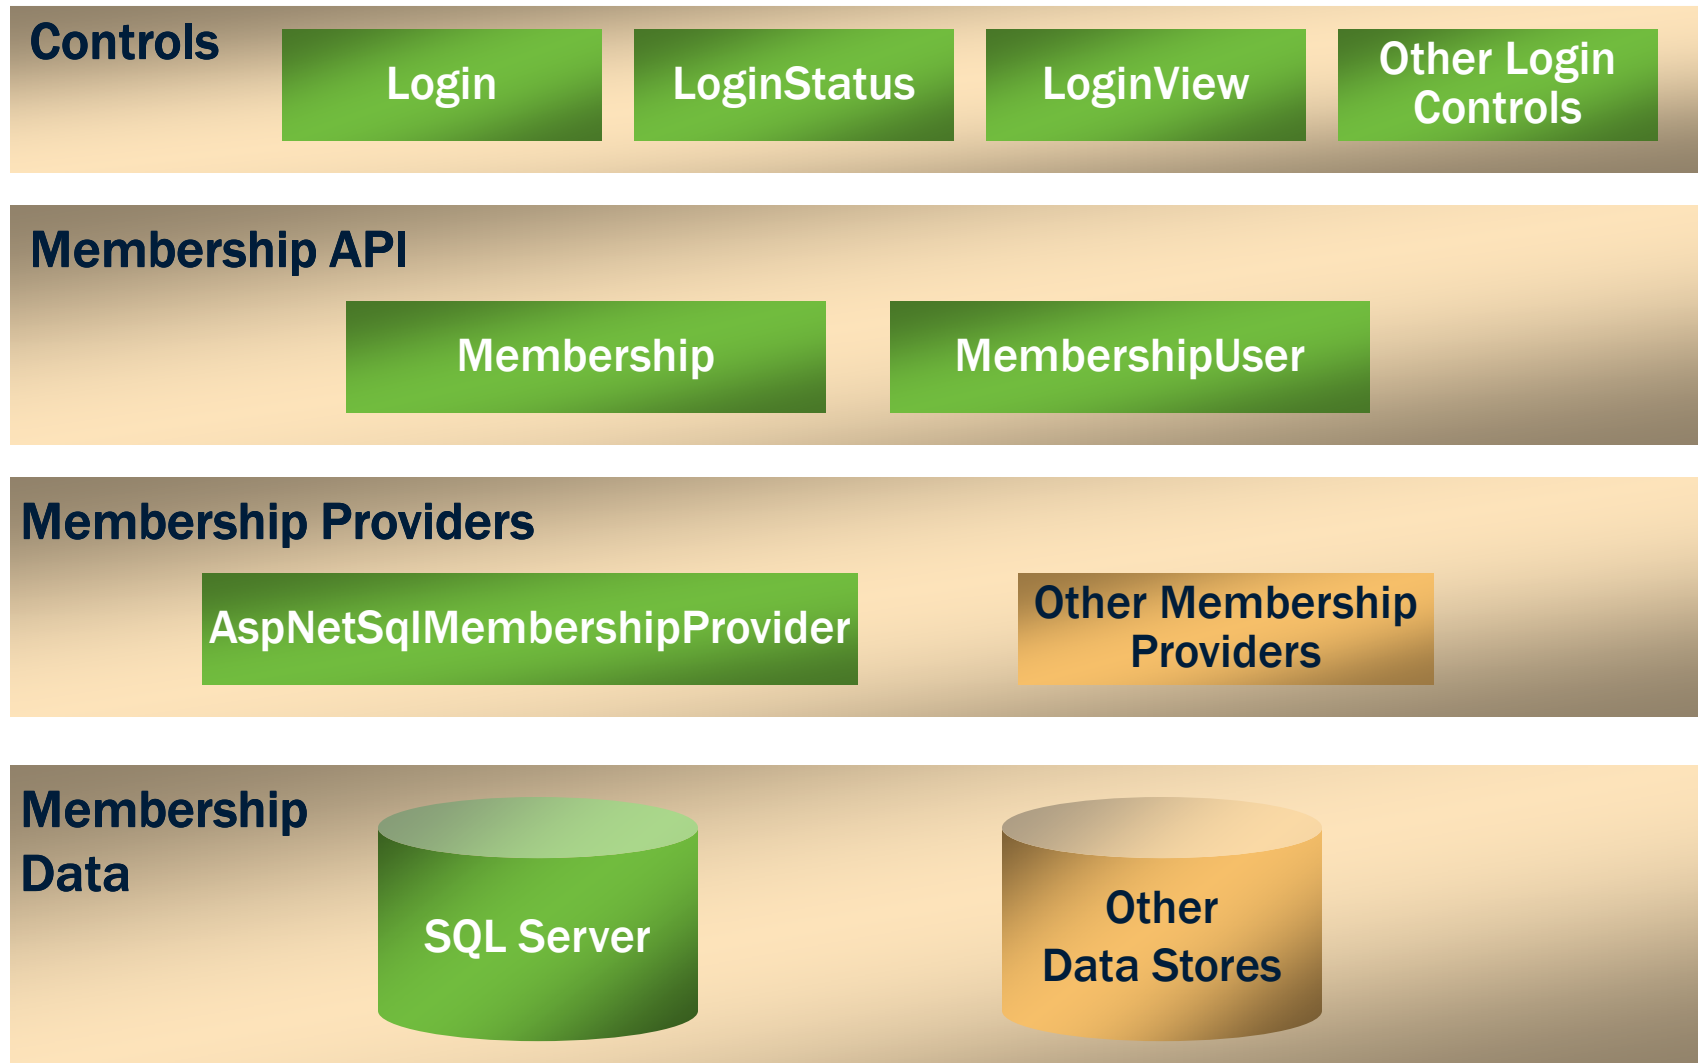 Controls
Login
LoginStatus
LoginView
Other Login
Controls
Membership API
Membership
MembershipUser
Membership Providers
AspNetSqlMembershipProvider
Other Membership
Providers
Membership
Data
SQL Server
Other
Data Stores